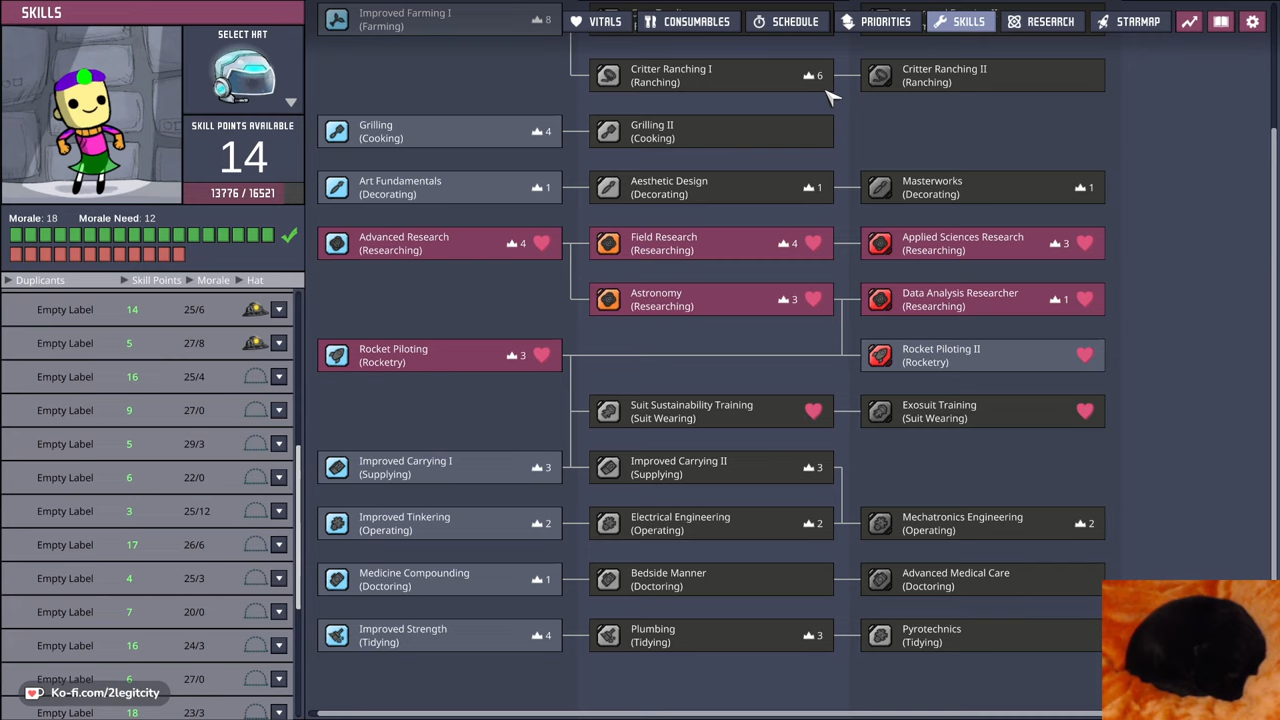 SKILLS
Improved Farming I
(Farming)
8
VITALS
CONSUMABLES
SCHEDULE
PRIORITIES
SKILLS
RESEARCH
STARMAP
SELECT HAT
SKILL POINTS AVAILABLE
14
13776 / 16521
Morale: 18
Morale Need: 12
Duplicants
Skill Points
Morale
Hat
Empty Label 14 25/6
Empty Label 5 27/8
Empty Label 16 25/4
Empty Label 9 27/0
Empty Label 5 29/3
Empty Label 6 22/0
Empty Label 3 25/12
Empty Label 17 26/6
Empty Label 4 25/3
Empty Label 7 20/0
Empty Label 16 24/3
Empty Label 6 27/0
Empty Label 18 23/3
Ko-fi.com/2legitcity
Critter Ranching I
(Ranching)
6
Critter Ranching II
(Ranching)
Grilling
(Cooking)
4
Grilling II
(Cooking)
Art Fundamentals
(Decorating)
1
Aesthetic Design
(Decorating)
1
Masterworks
(Decorating)
1
Advanced Research
(Researching)
4
Field Research
(Researching)
4
Applied Sciences Research
(Researching)
3
Astronomy
(Researching)
3
Data Analysis Researcher
(Researching)
1
Rocket Piloting
(Rocketry)
3
Rocket Piloting II
(Rocketry)
Suit Sustainability Training
(Suit Wearing)
Exosuit Training
(Suit Wearing)
Improved Carrying I
(Supplying)
3
Improved Carrying II
(Supplying)
3
Improved Tinkering
(Operating)
2
Electrical Engineering
(Operating)
2
Mechatronics Engineering
(Operating)
2
Medicine Compounding
(Doctoring)
1
Bedside Manner
(Doctoring)
Advanced Medical Care
(Doctoring)
Improved Strength
(Tidying)
4
Plumbing
(Tidying)
3
Pyrotechnics
(Tidying)